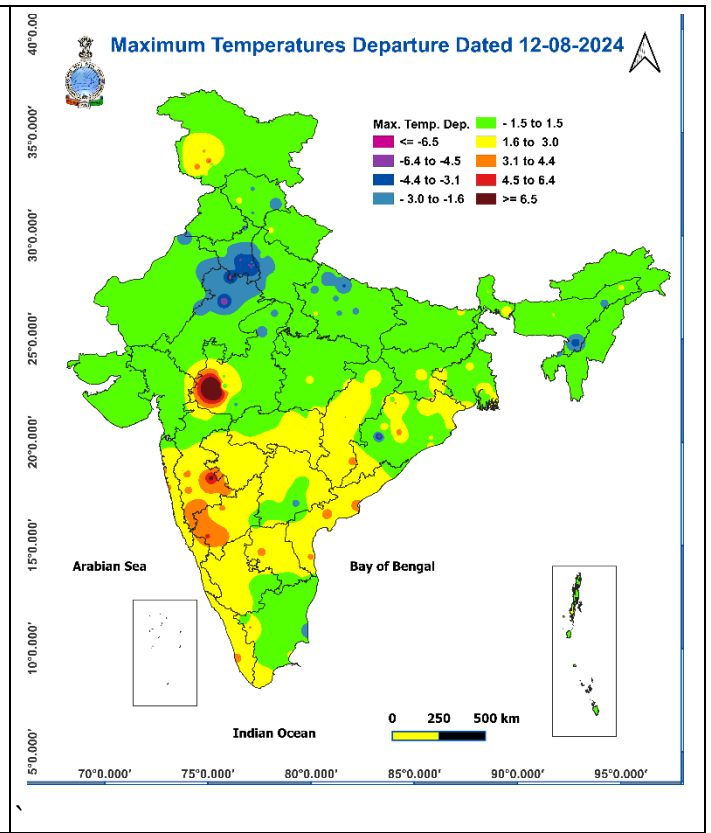 Maximum Temperatures Departure Dated 12-08-2024
Max. Temp. Dep.
<= -6.5
-6.4 to -4.5
-4.4 to -3.1
- 3.0 to -1.6
- 1.5 to 1.5
1.6 to 3.0
3.1 to 4.4
4.5 to 6.4
>= 6.5
40°0.000'
35°0.000'
30°0.000'
25°0.000'
20°0.000'
15°0.000'
10°0.000'
5°0.000'
Arabian Sea
Bay of Bengal
Indian Ocean
0 250 500 km
70°0.000' 75°0.000' 80°0.000' 85°0.000' 90°0.000' 95°0.000'
`